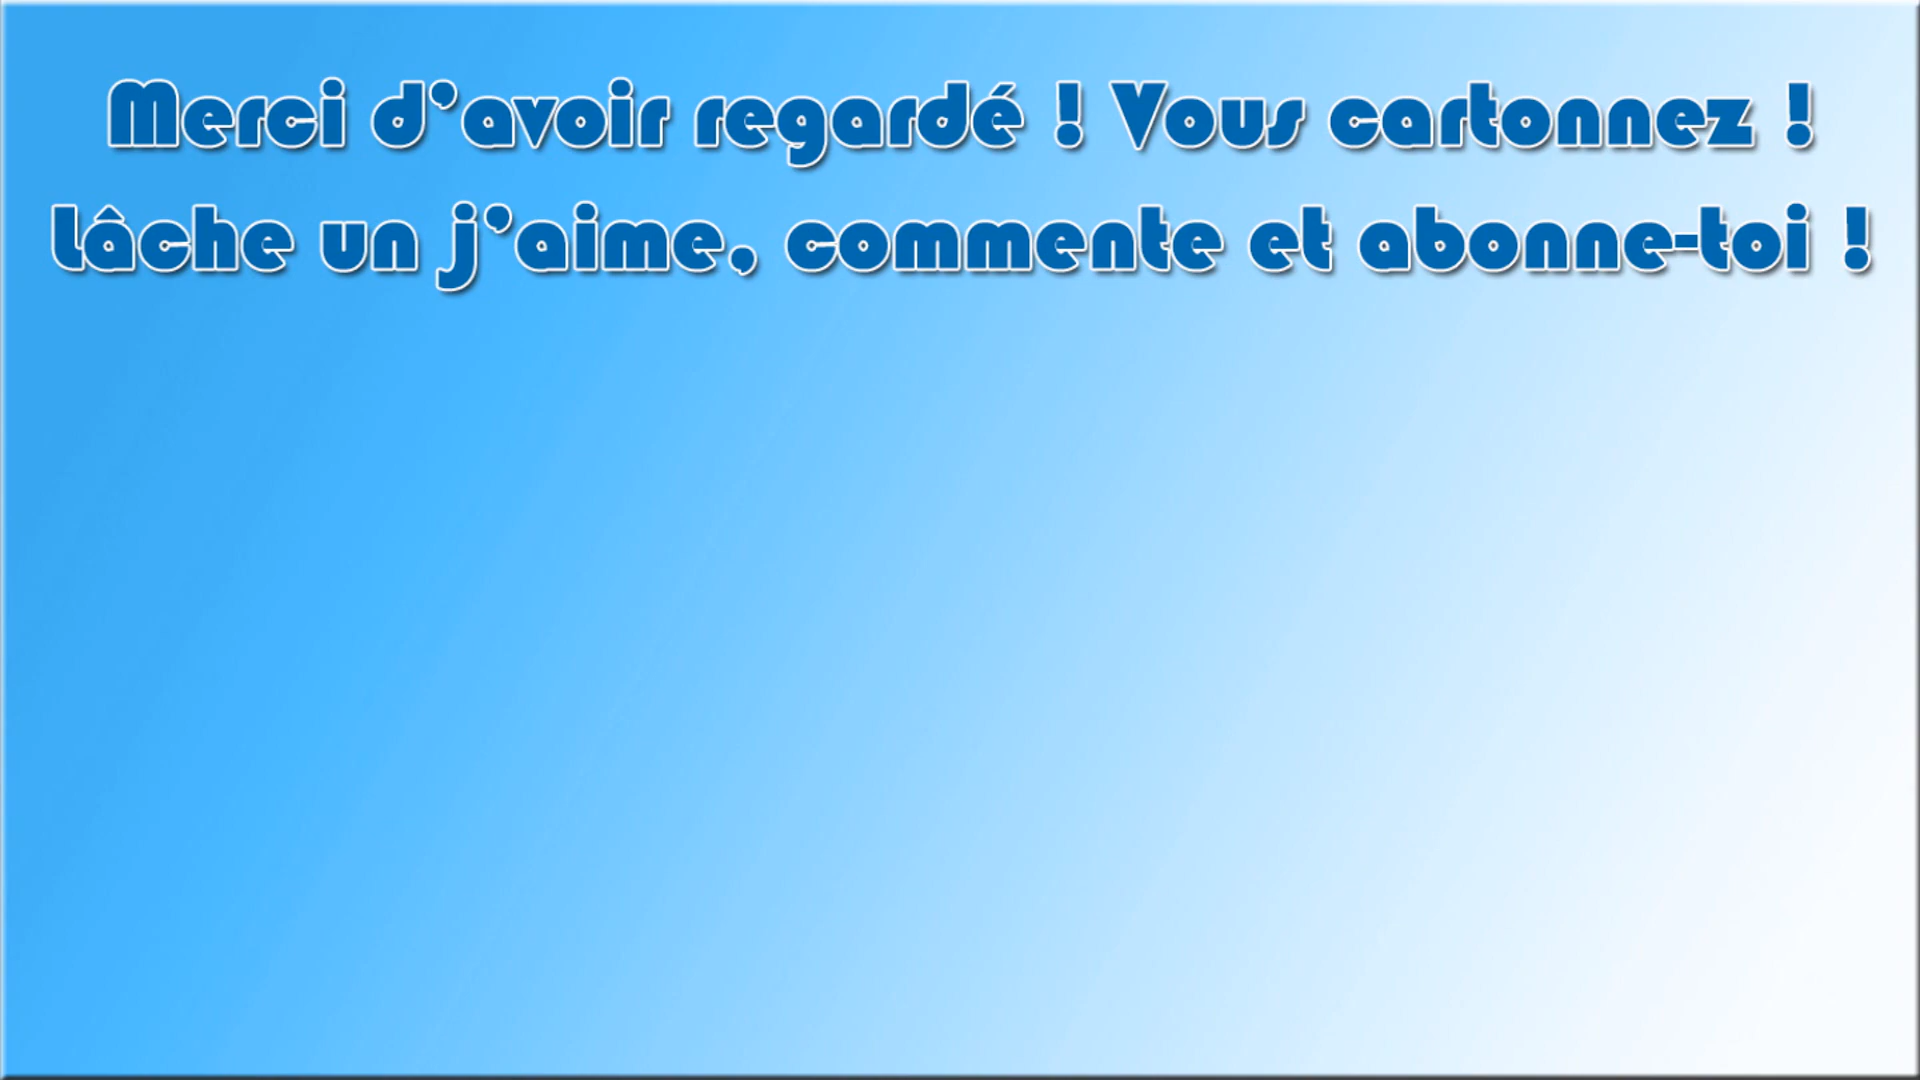 Merci d’avoir regardé ! Vous cartonnez !
Lâche un j’aime, commente et abonne-toi !